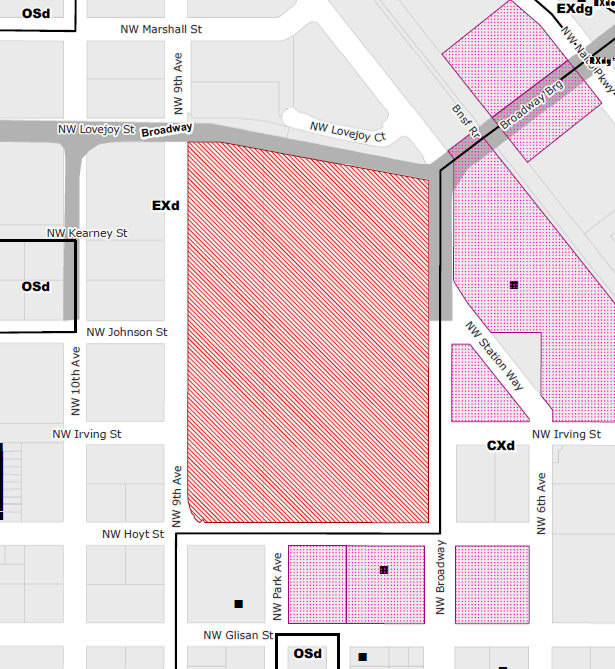 OSd
EXdg
NW Marshall St
NW 9th Ave
NW Naito Pkwy
Broadway Brg
Bnsf Rr
NW Lovejoy St
Broadway
NW Lovejoy Ct
EXd
NW Kearney St
OSd
NW Johnson St
NW Station Way
NW 10th Ave
NW Irving St
NW Irving St
CXd
NW 9th Ave
NW 6th Ave
NW Hoyt St
NW Park Ave
NW Broadway
NW Glisan St
OSd